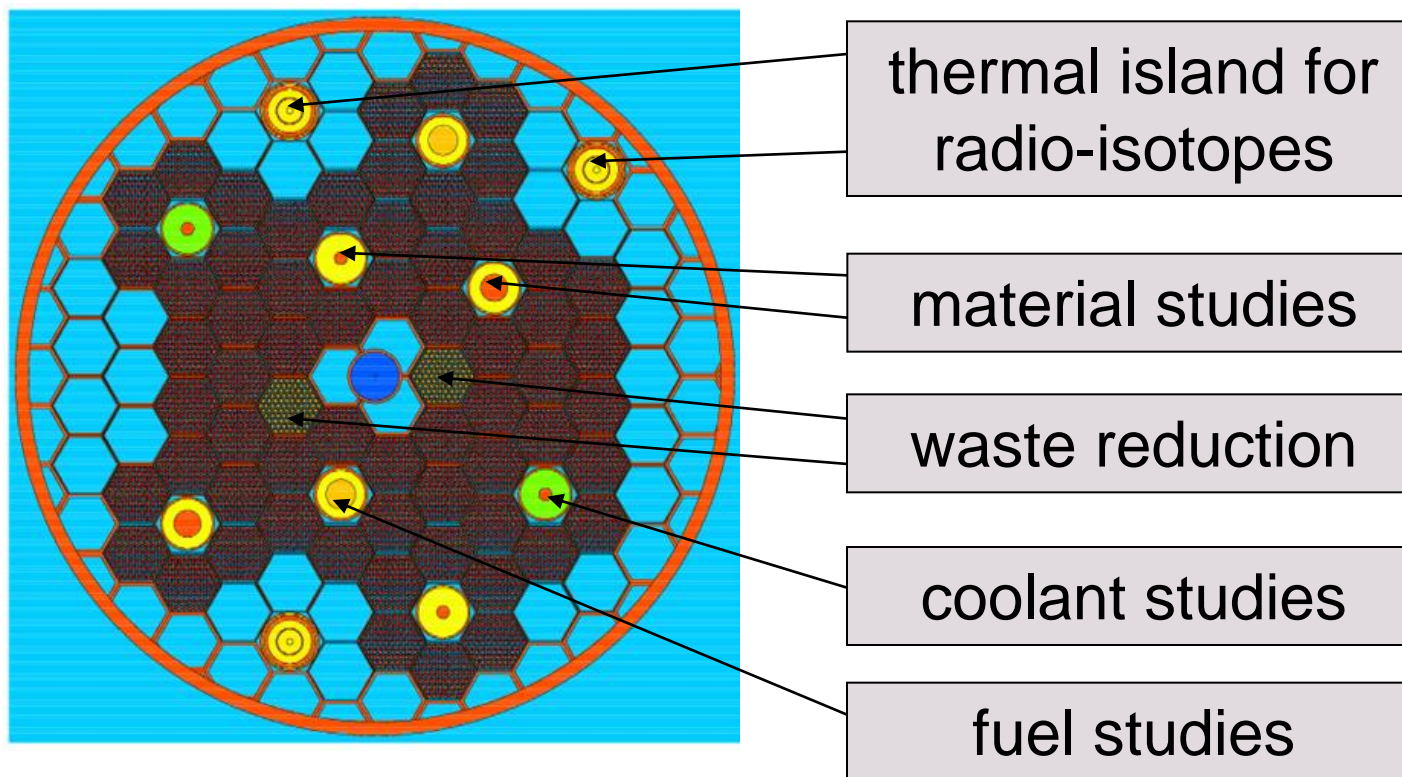 thermal island for
radio-isotopes
material studies
waste reduction
coolant studies
fuel studies